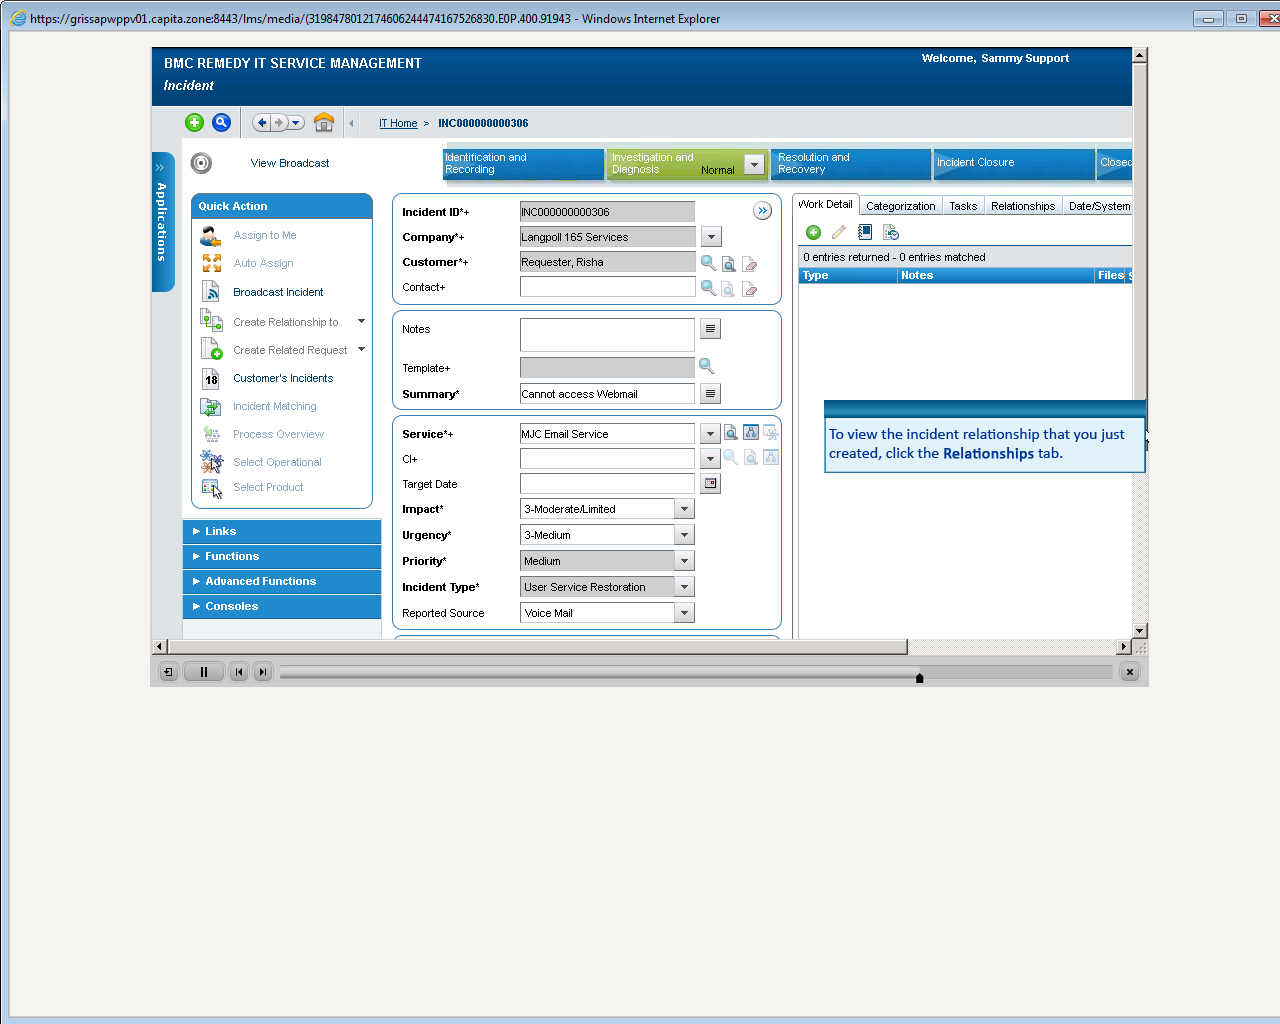 https://grissapwppv01.capita.zone:8443/lms/media/(3198478012174606244474167526830.E0P.400.91943 - Windows Internet Explorer
BMC REMEDY IT SERVICE MANAGEMENT
Welcome, Sammy Support
Incident
IT Home > INC000000000306
View Broadcast
Identification and Recording
Investigation and Diagnosis
Normal
Resolution and Recovery
Incident Closure
Closed
Applications
Quick Action
Assign to Me
Auto Assign
Broadcast Incident
Create Relationship to
Create Related Request
18
Customer's Incidents
Incident Matching
Process Overview
Select Operational
Select Product
Links
Functions
Advanced Functions
Consoles
Incident ID*+ INC000000000306
Company*+ Langpoll 165 Services
Customer*+ Requester, Risha
Contact+
Notes
Template+
Summary* Cannot access Webmail
Service*+ MJC Email Service
CI+
Target Date
Impact* 3-Moderate/Limited
Urgency* 3-Medium
Priority* Medium
Incident Type* User Service Restoration
Reported Source Voice Mail
Work Detail Categorization Tasks Relationships Date/System
0 entries returned - 0 entries matched
Type Notes Files S
To view the incident relationship that you just
created, click the Relationships tab.